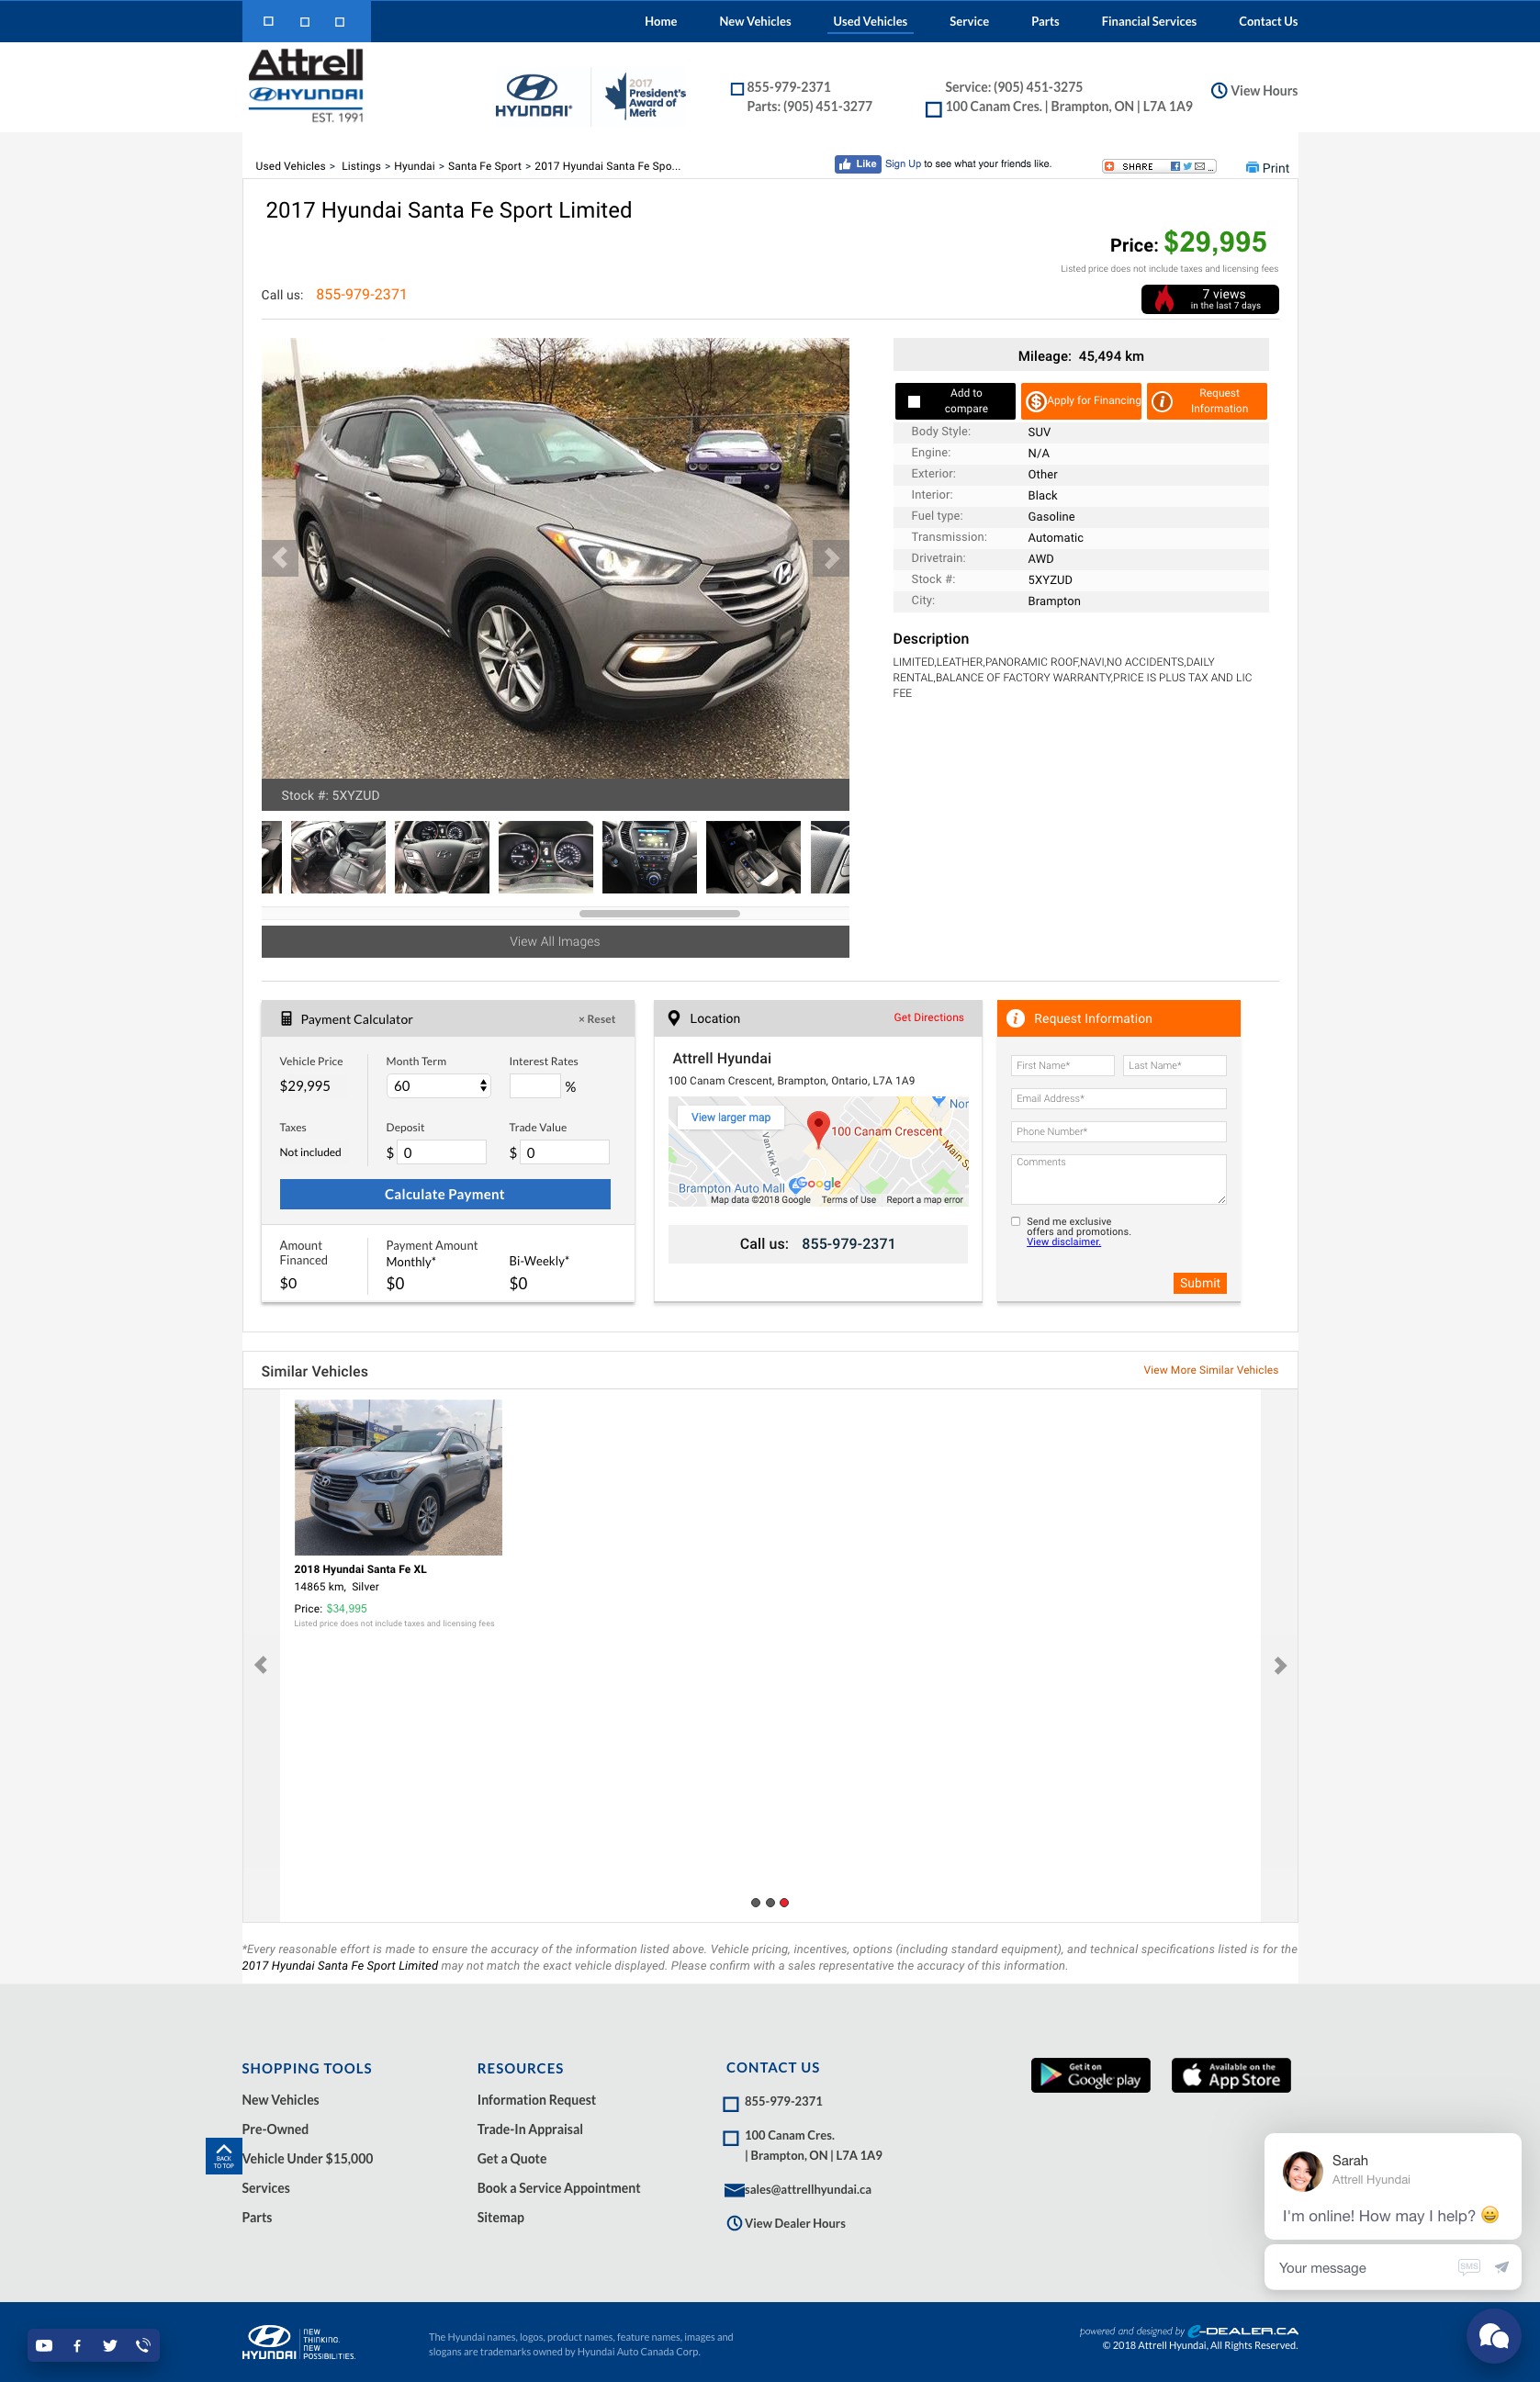 Home New Vehicles Used Vehicles Service Parts Financial Services Contact Us
Attrell
HYUNDAI
EST. 1991
HYUNDAI
2017
President's
Award of
Merit
855-979-2371
Parts: (905) 451-3277
Service: (905) 451-3275
100 Canam Cres. | Brampton, ON | L7A 1A9
View Hours
Used Vehicles > Listings > Hyundai > Santa Fe Sport > 2017 Hyundai Santa Fe Spo...
Like Sign Up to see what your friends like.
SHARE ...
Print
2017 Hyundai Santa Fe Sport Limited
Price: $29,995
Listed price does not include taxes and licensing fees
Call us: 855-979-2371
7 views
in the last 7 days
Mileage: 45,494 km
Add to
compare
Apply for Financing
Request
Information
Body Style: SUV
Engine: N/A
Exterior: Other
Interior: Black
Fuel type: Gasoline
Transmission: Automatic
Drivetrain: AWD
Stock #: 5XYZUD
City: Brampton
Description
LIMITED,LEATHER,PANORAMIC ROOF,NAVI,NO ACCIDENTS,DAILY
RENTAL,BALANCE OF FACTORY WARRANTY,PRICE IS PLUS TAX AND LIC
FEE
Stock #: 5XYZUD
View All Images
Payment Calculator × Reset
Vehicle Price Month Term Interest Rates
$29,995 60 %
Taxes Deposit Trade Value
Not included $ 0 $ 0
Calculate Payment
Amount
Financed
$0
Payment Amount
Monthly* Bi-Weekly*
$0 $0
Location Get Directions
Attrell Hyundai
100 Canam Crescent, Brampton, Ontario, L7A 1A9
View larger map
Nor
100 Canam Crescent
Van Kirk Dr
Main S
Brampton Auto Mall
Google
Map data ©2018 Google Terms of Use Report a map error
Call us: 855-979-2371
Request Information
First Name* Last Name*
Email Address*
Phone Number*
Comments
Send me exclusive
offers and promotions.
View disclaimer.
Submit
Similar Vehicles View More Similar Vehicles
2018 Hyundai Santa Fe XL
14865 km, Silver
Price: $34,995
Listed price does not include taxes and licensing fees
*Every reasonable effort is made to ensure the accuracy of the information listed above. Vehicle pricing, incentives, options (including standard equipment), and technical specifications listed is for the
2017 Hyundai Santa Fe Sport Limited may not match the exact vehicle displayed. Please confirm with a sales representative the accuracy of this information.
SHOPPING TOOLS
New Vehicles
Pre-Owned
Vehicle Under $15,000
Services
Parts
BACK
TO TOP
RESOURCES
Information Request
Trade-In Appraisal
Get a Quote
Book a Service Appointment
Sitemap
CONTACT US
855-979-2371
100 Canam Cres.
| Brampton, ON | L7A 1A9
sales@attrellhyundai.ca
View Dealer Hours
Get it on
Google play
Available on the
App Store
Sarah
Attrell Hyundai
I'm online! How may I help? 😀
Your message SMS
HYUNDAI
NEW
THINKING.
NEW
POSSIBILITIES.
The Hyundai names, logos, product names, feature names, images and
slogans are trademarks owned by Hyundai Auto Canada Corp.
powered and designed by e-DEALER.CA
© 2018 Attrell Hyundai, All Rights Reserved.